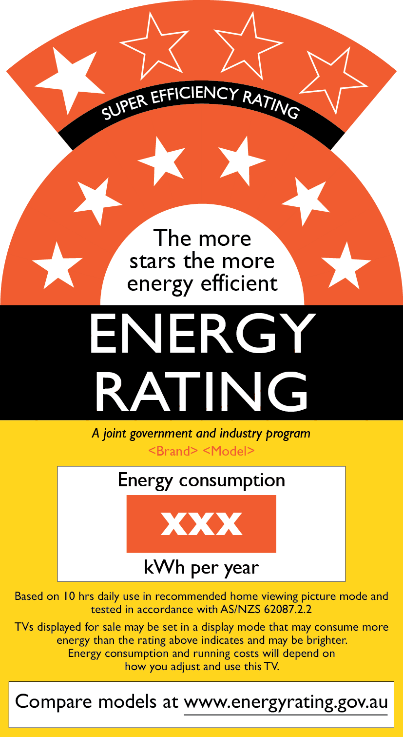 SUPER EFFICIENCY RATING
The more
stars the more
energy efficient
ENERGY
RATING
A joint government and industry program
<Brand> <Model>
Energy consumption
xxx
kWh per year
Based on 10 hrs daily use in recommended home viewing picture mode and
tested in accordance with AS/NZS 62087.2.2
TVs displayed for sale may be set in a display mode that may consume more
energy than the rating above indicates and may be brighter.
Energy consumption and running costs will depend on
how you adjust and use this TV.
Compare models at www.energyrating.gov.au